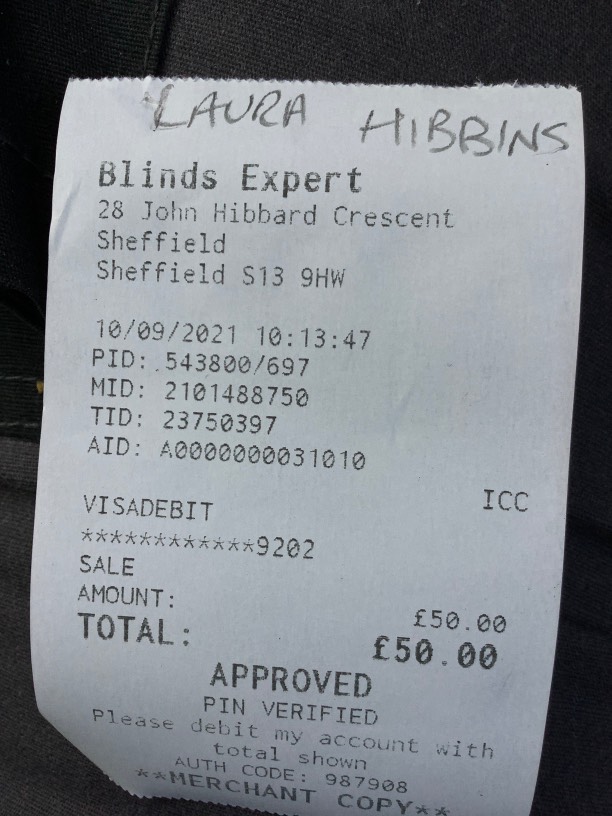 LAURA HIBBINS
Blinds Expert
28 John Hibbard Crescent
Sheffield
Sheffield S13 9HW
10/09/2021 10:13:47
PID: 543800/697
MID: 2101488750
TID: 23750397
AID: A0000000031010
ICC
VISADEBIT
************9202
SALE
AMOUNT: £50.00
TOTAL: £50.00
APPROVED
PIN VERIFIED
Please debit my account with
total shown
AUTH CODE: 987908
**MERCHANT COPY**